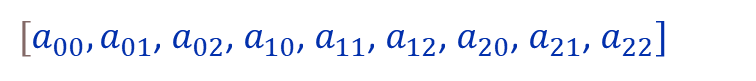 [a₀₀, a₀₁, a₀₂, a₁₀, a₁₁, a₁₂, a₂₀, a₂₁, a₂₂]